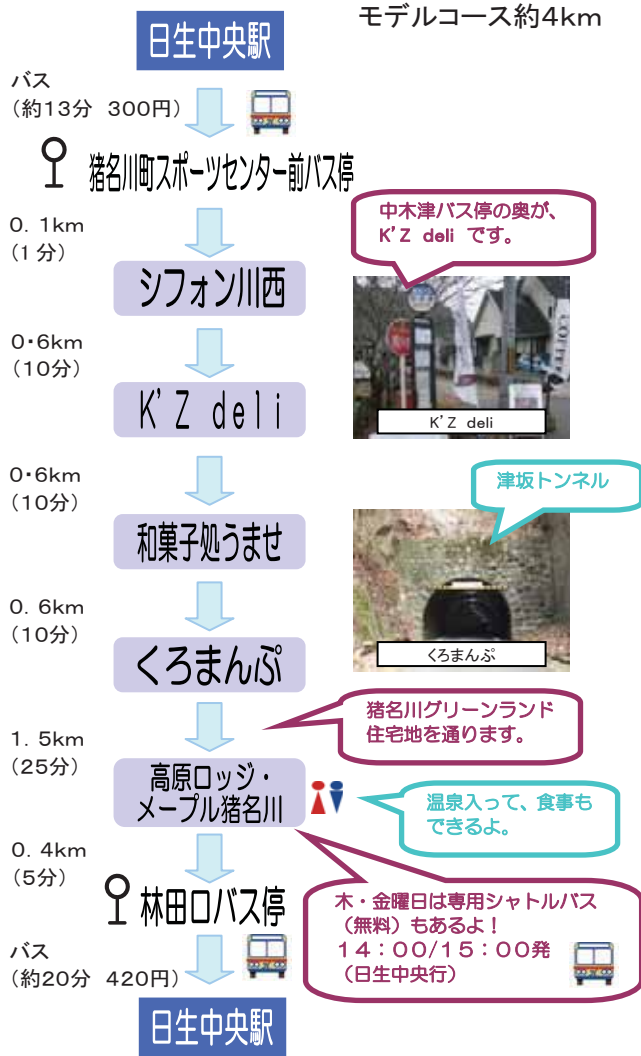 モデルコース約4km
日生中央駅
バス
(約13分 300円)
猪名川町スポーツセンター前バス停
0.1km
(1分)
中木津バス停の奥が、
K'Z deli です。
シフォン川西
0・6km
(10分)
K'Z deli
K'Z deli
0・6km
(10分)
津坂トンネル
和菓子処うませ
0.6km
(10分)
くろまんぷ
くろまんぷ
猪名川グリーンランド
住宅地を通ります。
1.5km
(25分)
高原ロッジ・
メープル猪名川
温泉入って、食事も
できるよ。
0.4km
(5分)
林田口バス停
木・金曜日は専用シャトルバス
(無料)もあるよ!
14:00/15:00発
(日生中央行)
バス
(約20分 420円)
日生中央駅